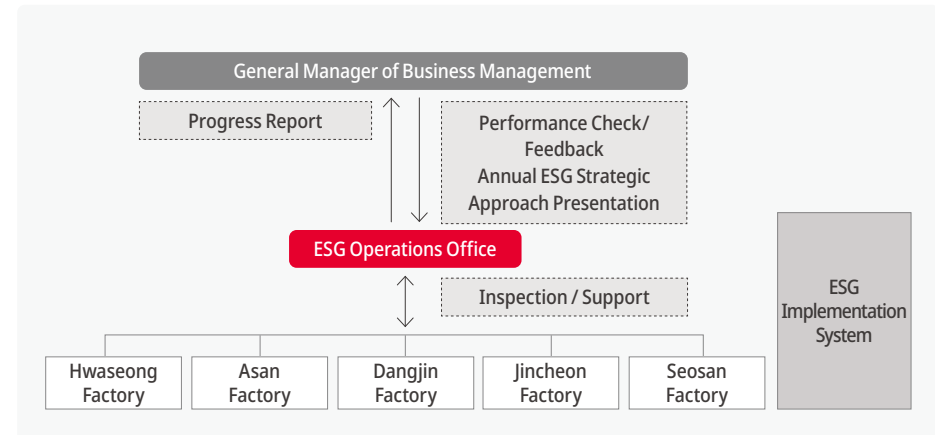 General Manager of Business Management
Progress Report
Performance Check/
Feedback
Annual ESG Strategic
Approach Presentation
ESG Operations Office
Inspection / Support
ESG
Implementation
System
Hwaseong
Factory
Asan
Factory
Dangjin
Factory
Jincheon
Factory
Seosan
Factory